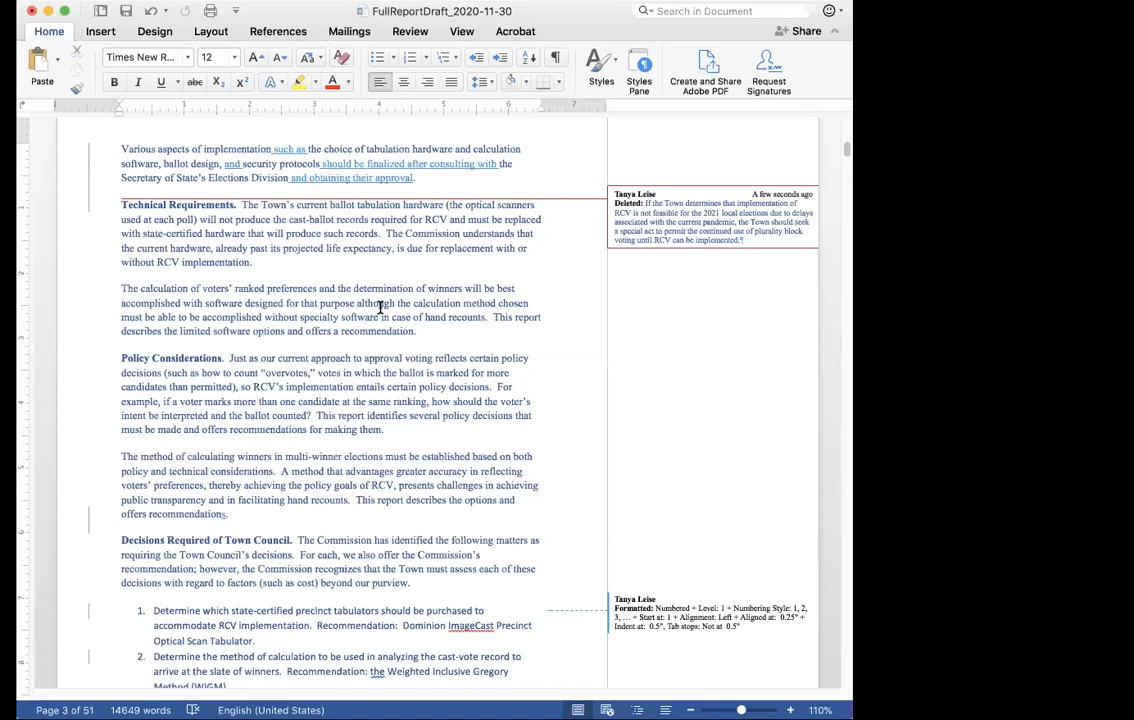 FullReportDraft_2020-11-30
Search in Document
Home
Insert
Design
Layout
References
Mailings
Review
View
Acrobat
Share
Paste
Times New R...
12
Styles
Styles
Pane
Create and Share
Adobe PDF
Request
Signatures
Various aspects of implementation such as the choice of tabulation hardware and calculation
software, ballot design, and security protocols should be finalized after consulting with the
Secretary of State's Elections Division and obtaining their approval.
Technical Requirements. The Town's current ballot tabulation hardware (the optical scanners
used at each poll) will not produce the cast-ballot records required for RCV and must be replaced
with state-certified hardware that will produce such records. The Commission understands that
the current hardware, already past its projected life expectancy, is due for replacement with or
without RCV implementation.
The calculation of voters' ranked preferences and the determination of winners will be best
accomplished with software designed for that purpose although the calculation method chosen
must be able to be accomplished without specialty software in case of hand recounts. This report
describes the limited software options and offers a recommendation.
Policy Considerations. Just as our current approach to approval voting reflects certain policy
decisions (such as how to count "overvotes," votes in which the ballot is marked for more
candidates than permitted), so RCV's implementation entails certain policy decisions. For
example, if a voter marks more than one candidate at the same ranking, how should the voter's
intent be interpreted and the ballot counted? This report identifies several policy decisions that
must be made and offers recommendations for making them.
The method of calculating winners in multi-winner elections must be established based on both
policy and technical considerations. A method that advantages greater accuracy in reflecting
voters' preferences, thereby achieving the policy goals of RCV, presents challenges in achieving
public transparency and in facilitating hand recounts. This report describes the options and
offers recommendations.
Decisions Required of Town Council. The Commission has identified the following matters as
requiring the Town Council's decisions. For each, we also offer the Commission's
recommendation; however, the Commission recognizes that the Town must assess each of these
decisions with regard to factors (such as cost) beyond our purview.
1. Determine which state-certified precinct tabulators should be purchased to
accommodate RCV implementation. Recommendation: Dominion ImageCast Precinct
Optical Scan Tabulator.
2. Determine the method of calculation to be used in analyzing the cast-vote record to
arrive at the slate of winners. Recommendation: the Weighted Inclusive Gregory
Method (WIGM)
Tanya Leise A few seconds ago
Deleted: If the Town determines that implementation of
RCV is not feasible for the 2021 local elections due to delays
associated with the current pandemic, the Town should seek
a special act to permit the continued use of plurality block
voting until RCV can be implemented.¶
Tanya Leise
Formatted: Numbered + Level: 1 + Numbering Style: 1, 2,
3, … + Start at: 1 + Alignment: Left + Aligned at: 0.25" +
Indent at: 0.5", Tab stops: Not at 0.5"
Page 3 of 51
14649 words
English (United States)
110%